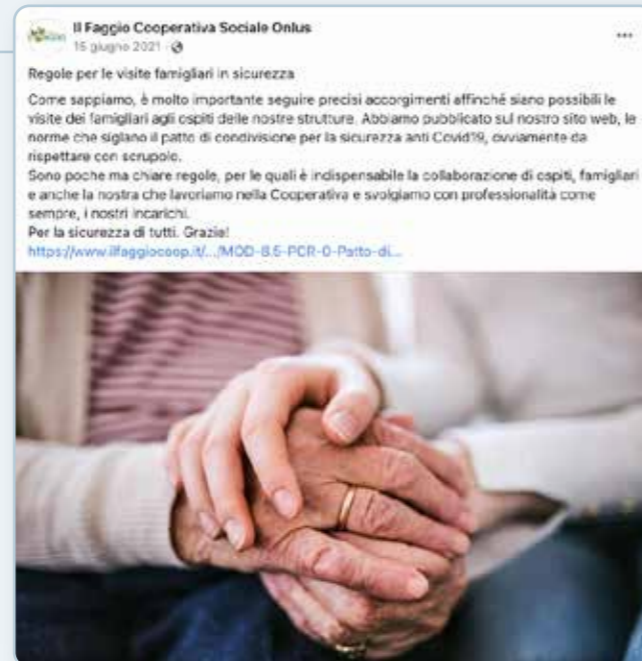 Il Faggio Cooperativa Sociale Onlus
15 giugno 2021 ·
Regole per le visite famigliari in sicurezza
Come sappiamo, è molto importante seguire precisi accorgimenti affinché siano possibili le
visite dei famigliari agli ospiti delle nostre strutture. Abbiamo pubblicato sul nostro sito web, le
norme che siglano il patto di condivisione per la sicurezza anti Covid19, ovviamente da
rispettare con scrupolo.
Sono poche ma chiare regole, per le quali è indispensabile la collaborazione di ospiti, famigliari
e anche la nostra che lavoriamo nella Cooperativa e svolgiamo con professionalità come
sempre, i nostri incarichi.
Per la sicurezza di tutti. Grazie!
https://www.ilfaggiocoop.it/.../MOD-8.5-PCR-0-Patto-di...